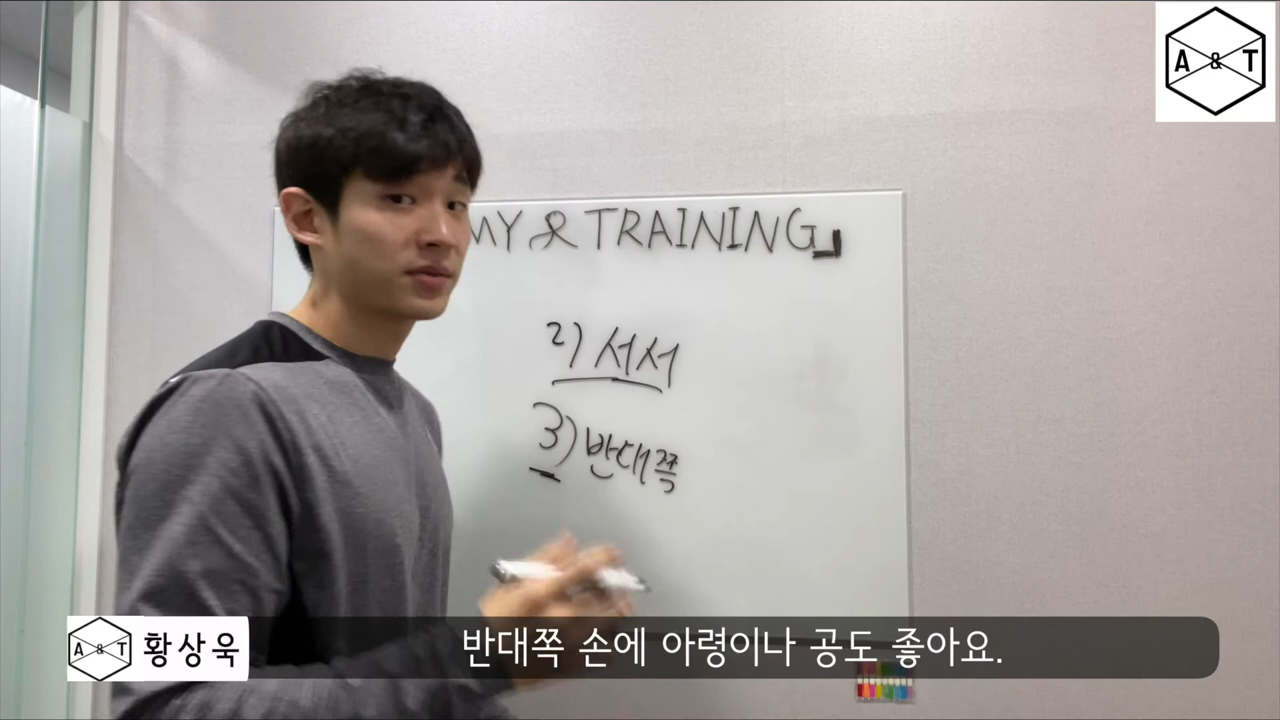 A & T
MY & TRAINING」
2) 서서
3) 반대쪽
A & T 황상욱
반대쪽 손에 아령이나 공도 좋아요.